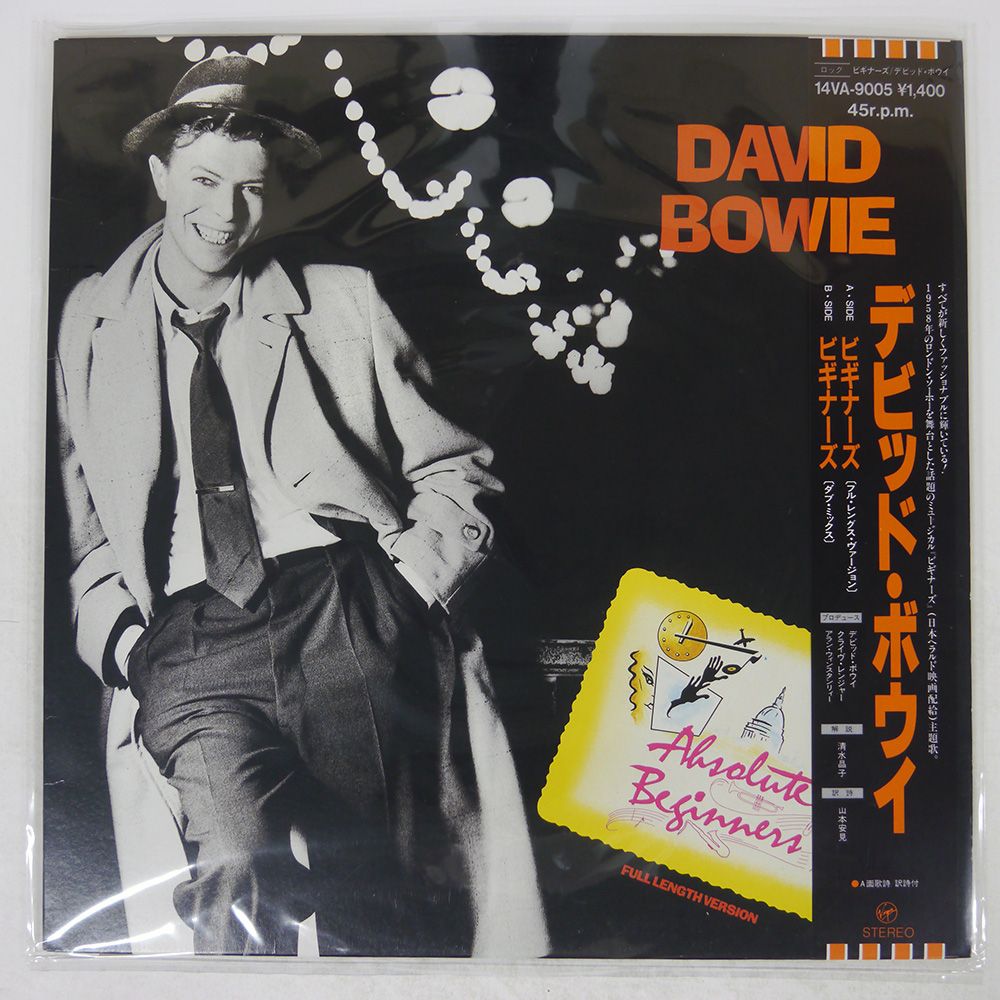 ロック ビギナーズ/デビッド・ボウイ
14VA-9005 ¥1,400
45r.p.m.
DAVID
BOWIE
デビッド・ボウイ
すべてが新しくファッショナブルに輝いている!
1958年のロンドン・ソーホーを舞台とした話題のミュージカル『ビギナーズ』(日本ヘラルド映画配給)主題歌。
A・SIDE ビギナーズ〔フル・レングス・ヴァージョン〕
B・SIDE ビギナーズ〔ダブ・ミックス〕
プロデュース
デビッド・ボウイ
クライヴ・レンジャー
アラン・ウィンスタンリィー
解説
清水晶子
訳詩
山本安見
Absolute
Beginners
FULL LENGTH VERSION
●A面歌詩 訳詩付
Virgin
STEREO